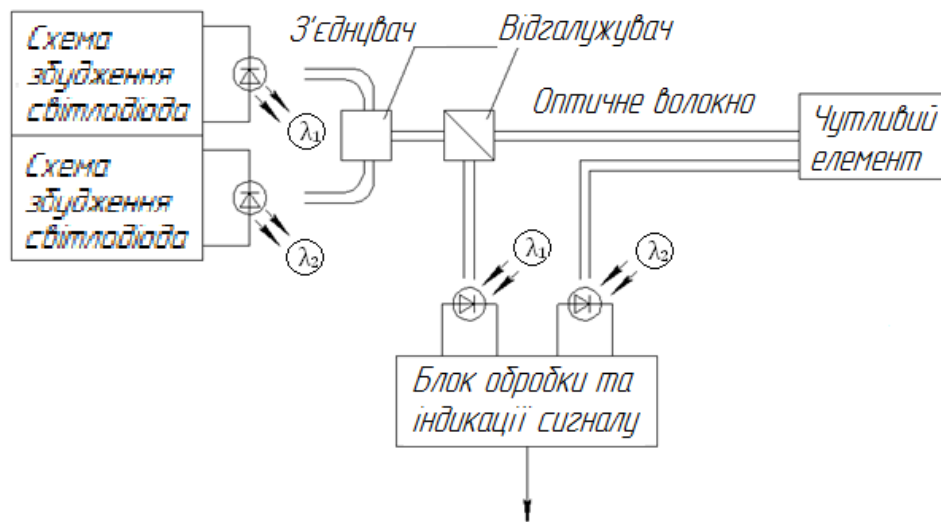 Схема
збудження
світлодіода
Схема
збудження
світлодіода
З'єднувач
Відгалужувач
Оптичне волокно
Чутливий
елемент
λ1
λ2
λ1
λ2
Блок обробки та
індикації сигналу